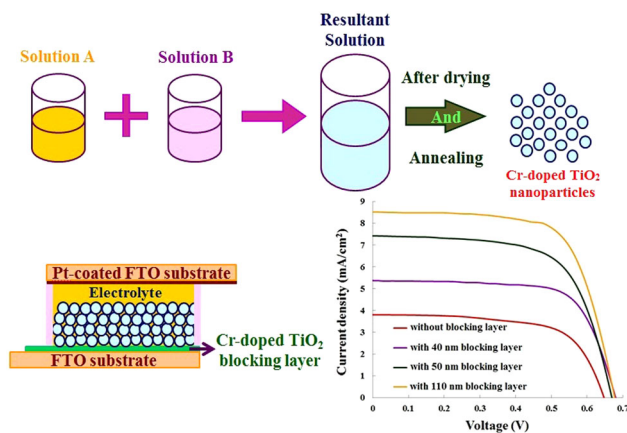 Solution A
Solution B
Resultant
Solution
After drying
And
Annealing
Cr-doped TiO₂
nanoparticles
Pt-coated FTO substrate
Electrolyte
FTO substrate
Cr-doped TiO₂
blocking layer
Current density (mA/cm²)
9
8
7
6
5
4
3
2
1
0
without blocking layer
with 40 nm blocking layer
with 50 nm blocking layer
with 110 nm blocking layer
0 0.1 0.2 0.3 0.4 0.5 0.6 0.7
Voltage (V)